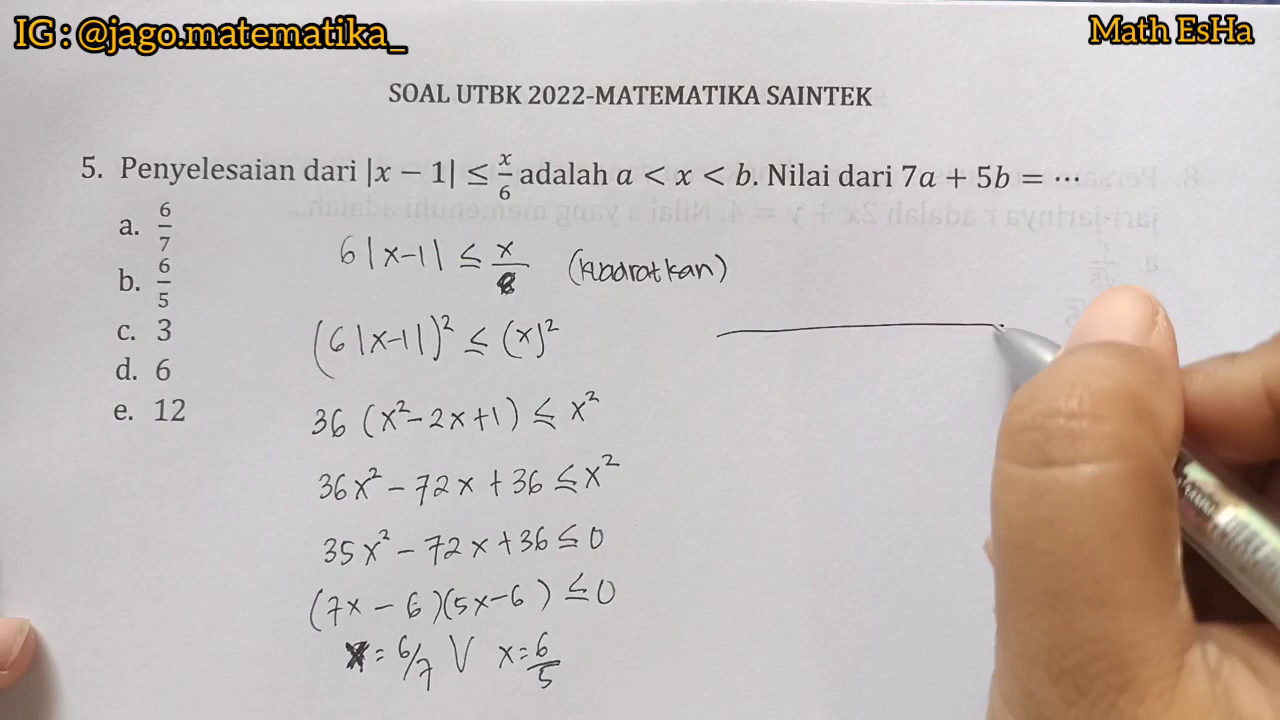 IG : @jago.matematika_
Math EsHa
SOAL UTBK 2022-MATEMATIKA SAINTEK
5. Penyelesaian dari |x − 1| ≤ x/6 adalah a < x < b. Nilai dari 7a + 5b = ⋯
a. 6/7
b. 6/5
c. 3
d. 6
e. 12
6|x-1| ≤ x (kuadratkan)
(6|x-1|)² ≤ (x)²
36 (x²-2x+1) ≤ x²
36x² - 72x + 36 ≤ x²
35x² - 72x + 36 ≤ 0
(7x - 6)(5x-6) ≤ 0
x = 6/7 V x = 6/5